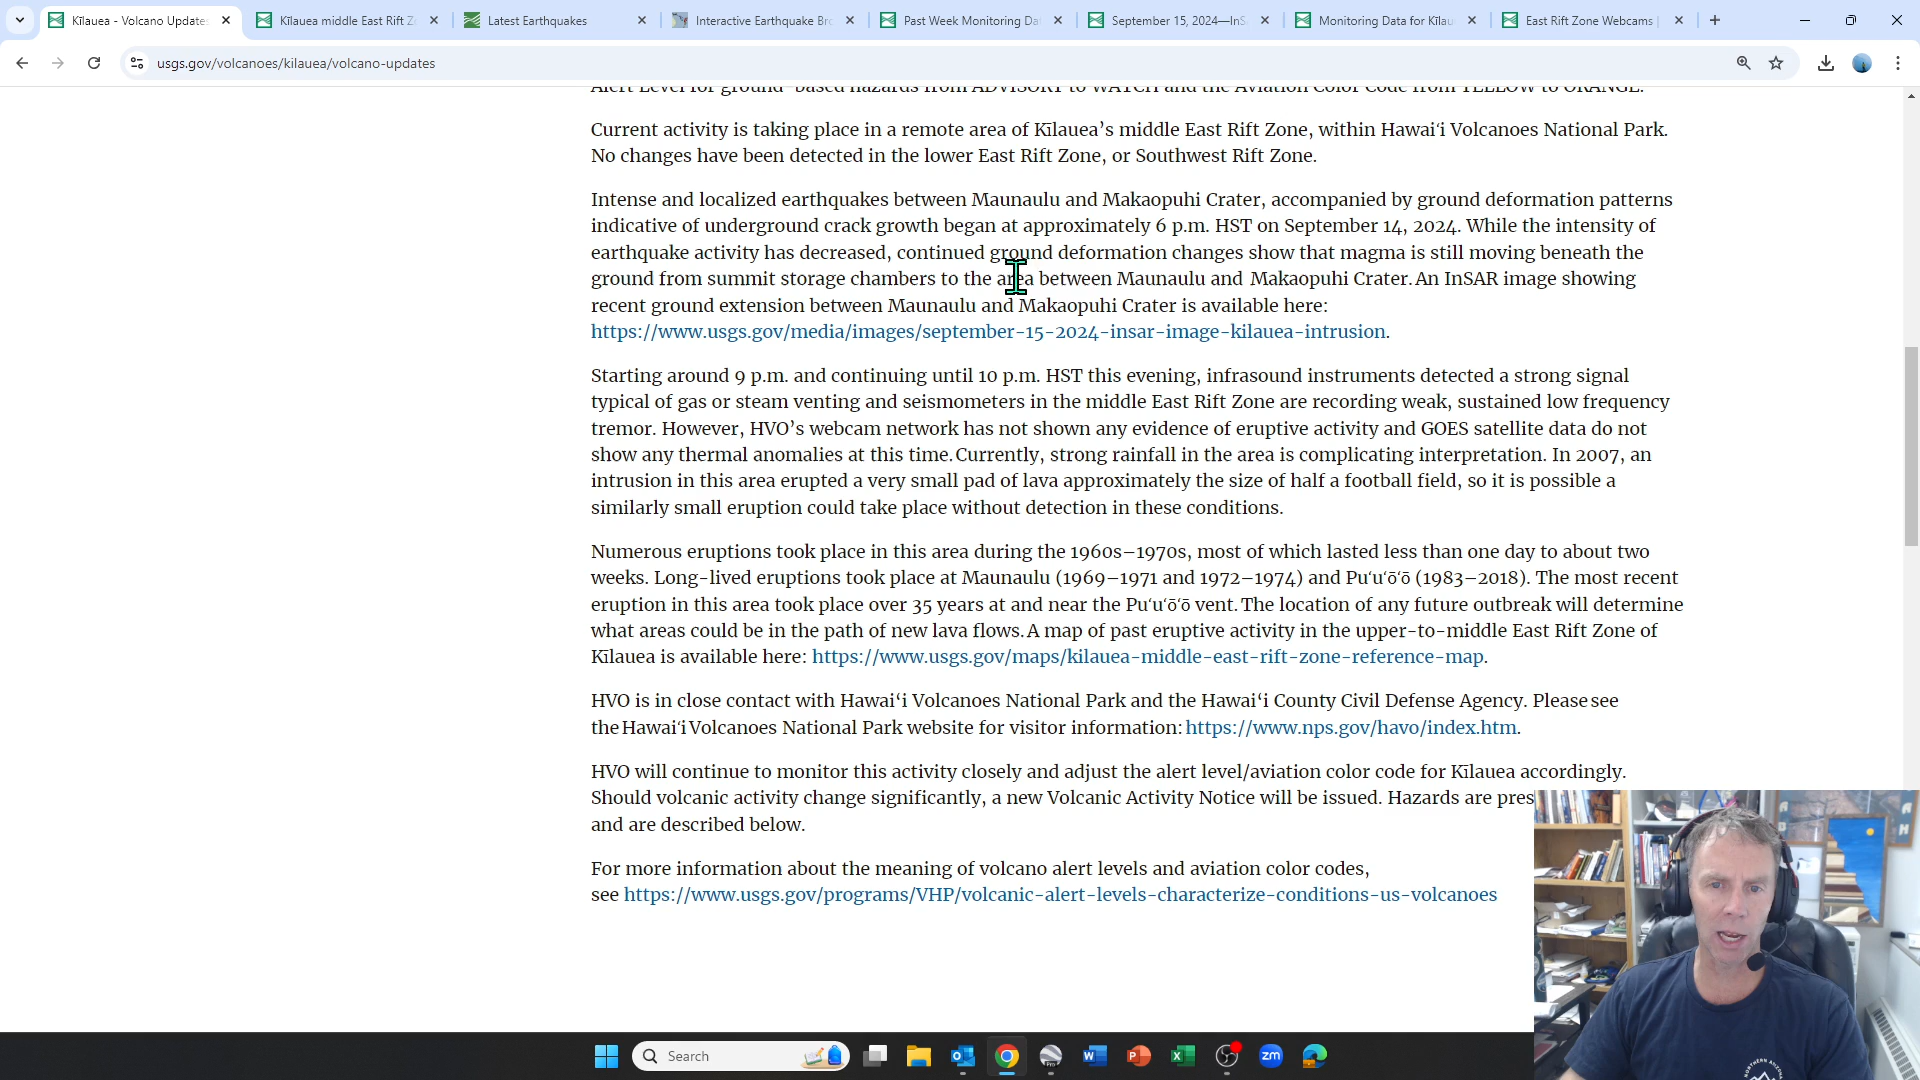 Kīlauea - Volcano Updates
Kīlauea middle East Rift Z
Latest Earthquakes
Interactive Earthquake Bro
Past Week Monitoring Da
September 15, 2024—InS
Monitoring Data for Kīlau
East Rift Zone Webcams |
usgs.gov/volcanoes/kilauea/volcano-updates
Alert Level for ground-based hazards from ADVISORY to WATCH and the Aviation Color Code from YELLOW to ORANGE.
Current activity is taking place in a remote area of Kīlauea’s middle East Rift Zone, within Hawaiʻi Volcanoes National Park.
No changes have been detected in the lower East Rift Zone, or Southwest Rift Zone.
Intense and localized earthquakes between Maunaulu and Makaopuhi Crater, accompanied by ground deformation patterns
indicative of underground crack growth began at approximately 6 p.m. HST on September 14, 2024. While the intensity of
earthquake activity has decreased, continued ground deformation changes show that magma is still moving beneath the
ground from summit storage chambers to the area between Maunaulu and Makaopuhi Crater. An InSAR image showing
recent ground extension between Maunaulu and Makaopuhi Crater is available here:
https://www.usgs.gov/media/images/september-15-2024-insar-image-kilauea-intrusion.
Starting around 9 p.m. and continuing until 10 p.m. HST this evening, infrasound instruments detected a strong signal
typical of gas or steam venting and seismometers in the middle East Rift Zone are recording weak, sustained low frequency
tremor. However, HVO’s webcam network has not shown any evidence of eruptive activity and GOES satellite data do not
show any thermal anomalies at this time. Currently, strong rainfall in the area is complicating interpretation. In 2007, an
intrusion in this area erupted a very small pad of lava approximately the size of half a football field, so it is possible a
similarly small eruption could take place without detection in these conditions.
Numerous eruptions took place in this area during the 1960s–1970s, most of which lasted less than one day to about two
weeks. Long-lived eruptions took place at Maunaulu (1969–1971 and 1972–1974) and Puʻuʻōʻō (1983–2018). The most recent
eruption in this area took place over 35 years at and near the Puʻuʻōʻō vent. The location of any future outbreak will determine
what areas could be in the path of new lava flows. A map of past eruptive activity in the upper-to-middle East Rift Zone of
Kīlauea is available here: https://www.usgs.gov/maps/kilauea-middle-east-rift-zone-reference-map.
HVO is in close contact with Hawaiʻi Volcanoes National Park and the Hawaiʻi County Civil Defense Agency. Please see
the Hawaiʻi Volcanoes National Park website for visitor information: https://www.nps.gov/havo/index.htm.
HVO will continue to monitor this activity closely and adjust the alert level/aviation color code for Kīlauea accordingly.
Should volcanic activity change significantly, a new Volcanic Activity Notice will be issued. Hazards are pres
and are described below.
For more information about the meaning of volcano alert levels and aviation color codes,
see https://www.usgs.gov/programs/VHP/volcanic-alert-levels-characterize-conditions-us-volcanoes
Search
zm